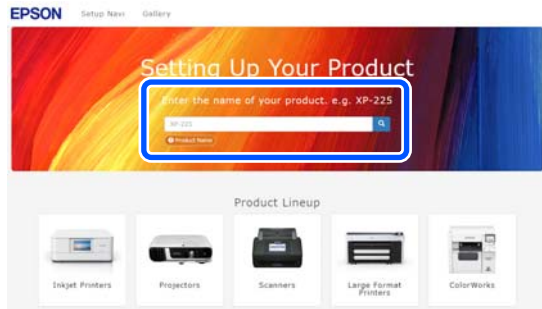 EPSON Setup Navi Gallery
Setting Up Your Product
Enter the name of your product. e.g. XP-225
XP-225
Product Name
Product Lineup
Inkjet Printers Projectors Scanners Large Format Printers ColorWorks